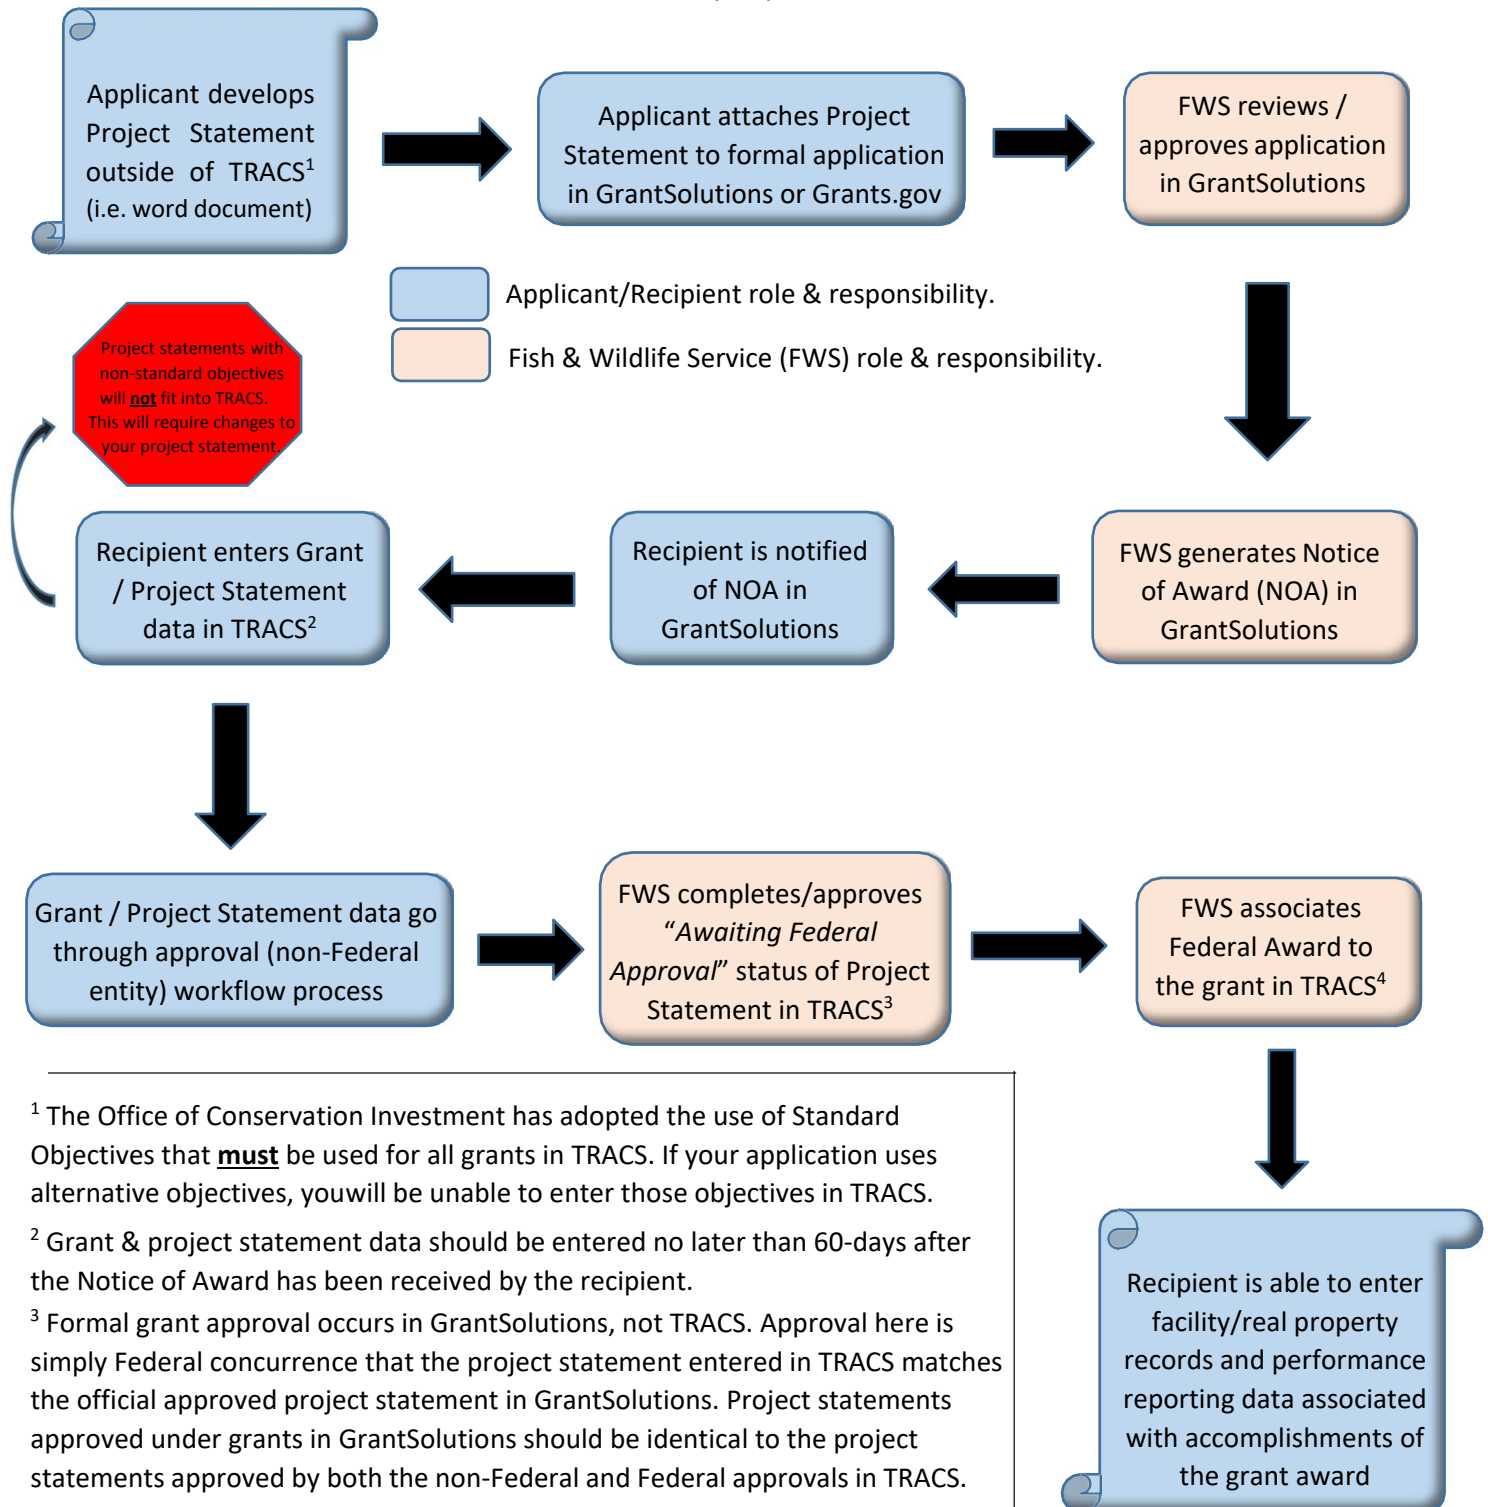 Applicant develops
Project Statement
outside of TRACS1
(i.e. word document)
Applicant attaches Project
Statement to formal application
in GrantSolutions or Grants.gov
FWS reviews /
approves application
in GrantSolutions
Applicant/Recipient role & responsibility.
Fish & Wildlife Service (FWS) role & responsibility.
Project statements with
non-standard objectives
will not fit into TRACS.
This will require changes to
your project statement.
Recipient enters Grant
/ Project Statement
data in TRACS2
Recipient is notified
of NOA in
GrantSolutions
FWS generates Notice
of Award (NOA) in
GrantSolutions
Grant / Project Statement data go
through approval (non-Federal
entity) workflow process
FWS completes/approves
“Awaiting Federal
Approval” status of Project
Statement in TRACS3
FWS associates
Federal Award to
the grant in TRACS4
1 The Office of Conservation Investment has adopted the use of Standard
Objectives that must be used for all grants in TRACS. If your application uses
alternative objectives, youwill be unable to enter those objectives in TRACS.
2 Grant & project statement data should be entered no later than 60-days after
the Notice of Award has been received by the recipient.
3 Formal grant approval occurs in GrantSolutions, not TRACS. Approval here is
simply Federal concurrence that the project statement entered in TRACS matches
the official approved project statement in GrantSolutions. Project statements
approved under grants in GrantSolutions should be identical to the project
statements approved by both the non-Federal and Federal approvals in TRACS.
Recipient is able to enter
facility/real property
records and performance
reporting data associated
with accomplishments of
the grant award